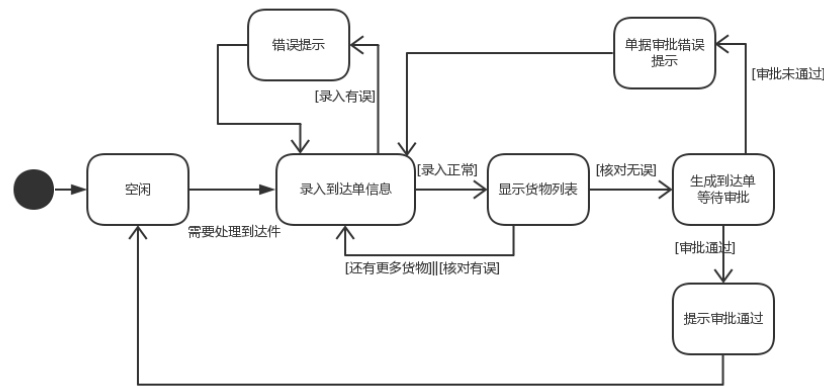 错误提示
单据审批错误
提示
[审批未通过]
[录入有误]
空闲
录入到达单信息
[录入正常]
显示货物列表
[核对无误]
生成到达单
等待审批
需要处理到达件
[审批通过]
[还有更多货物]||[核对有误]
提示审批通过